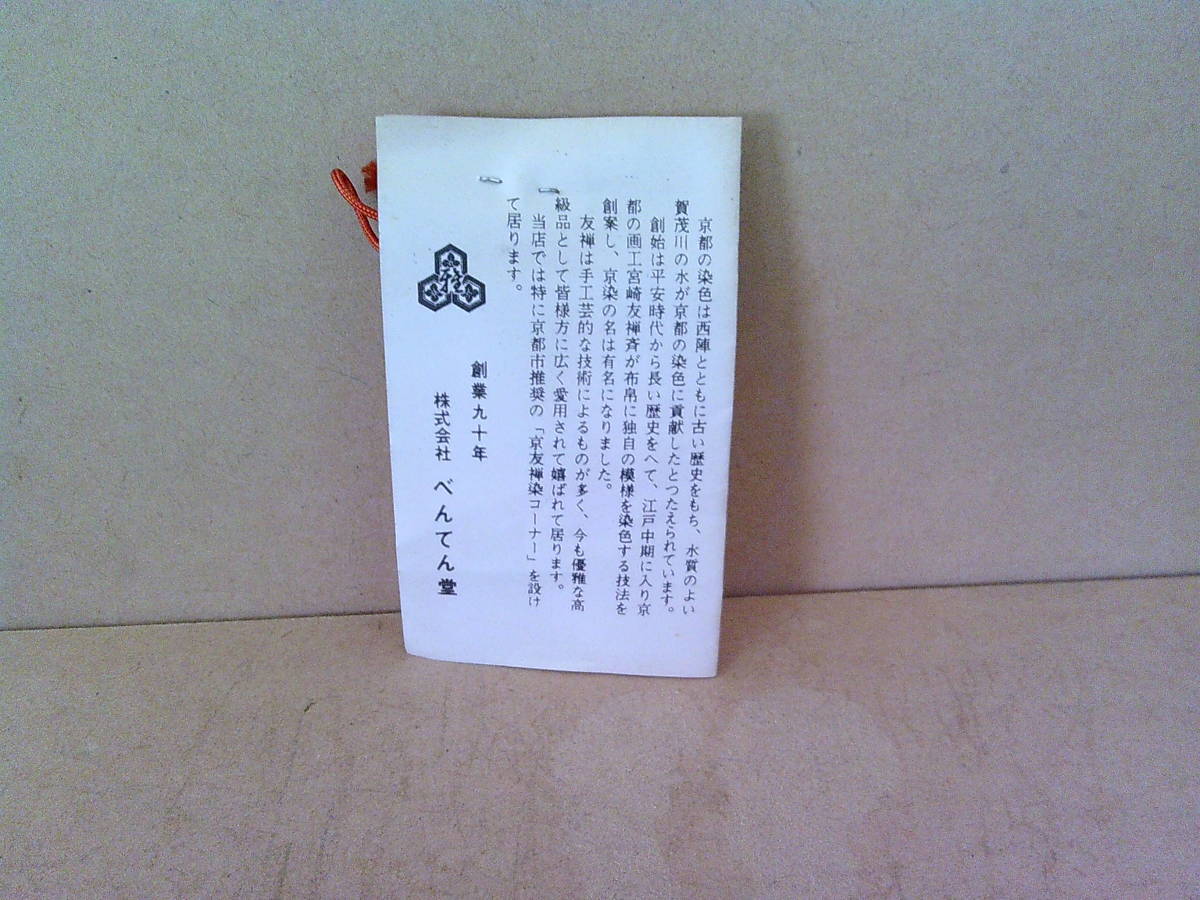 京都の染色は西陣とともに古い歴史をもち、水質のよい
賀茂川の水が京都の染色に貢献したとつたえられています。
創始は平安時代から長い歴史をへて、江戸中期に入り京
都の画工宮崎友禅斉が布帛に独自の模様を染色する技法を
創案し、京染の名は有名になりました。
友禅は手工芸的な技術によるものが多く、今も優雅な高
級品として皆様方に広く愛用されて嬉ばれて居ります。
当店では特に京都市推奨の「京友禅染コーナー」を設け
て居ります。
創業九十年
株式会社 べんてん堂